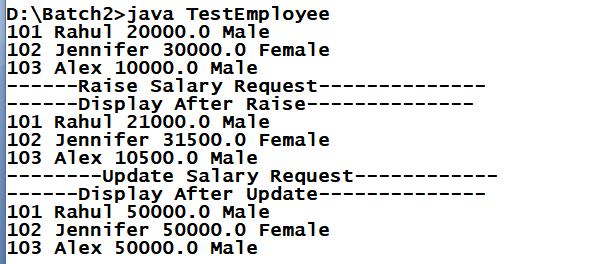 D:\Batch2>java TestEmployee
101 Rahul 20000.0 Male
102 Jennifer 30000.0 Female
103 Alex 10000.0 Male
------Raise Salary Request--------------
------Display After Raise--------------
101 Rahul 21000.0 Male
102 Jennifer 31500.0 Female
103 Alex 10500.0 Male
--------Update Salary Request------------
------Display After Update--------------
101 Rahul 50000.0 Male
102 Jennifer 50000.0 Female
103 Alex 50000.0 Male